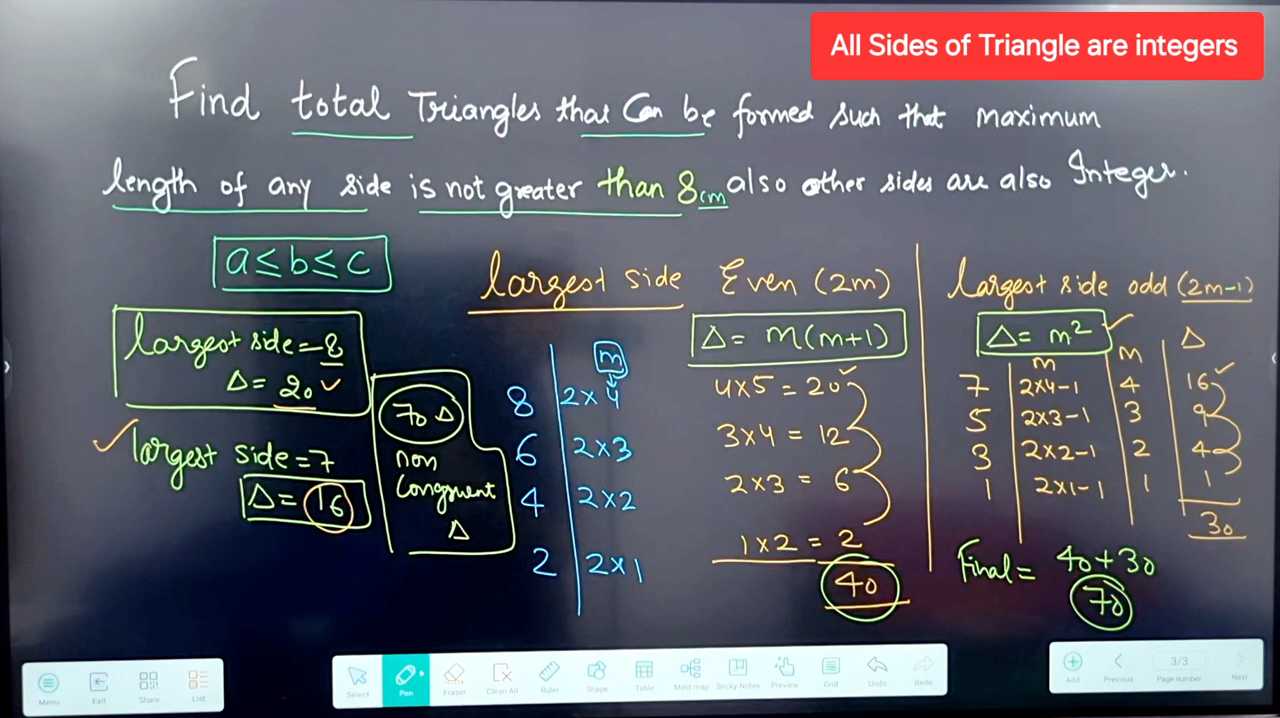 All Sides of Triangle are integers
Find total Triangles that Can be formed such that maximum
length of any side is not greater than 8cm also other sides are also Integer.
a ≤ b ≤ c
largest side = 8
Δ = 20 ✓
✓ largest side = 7
Δ = 16
70 Δ
non
congruent
Δ
largest side Even (2m)
Δ = m(m+1)
m
8 2×4 4×5 = 20 ✓
6 2×3 3×4 = 12
4 2×2 2×3 = 6
2 2×1 1×2 = 2
40
largest side odd (2m-1)
Δ = m² ✓
m m Δ
7 2×4-1 4 16 ✓
5 2×3-1 3 9
3 2×2-1 2 4
1 2×1-1 1 1
30
Final = 40+30
70
Menu Exit Share List
Select Pen Eraser Clean All Ruler Shape Table Mind map Sticky Notes Preview Grid Undo Redo
Add Previous 3/3 Page number Next